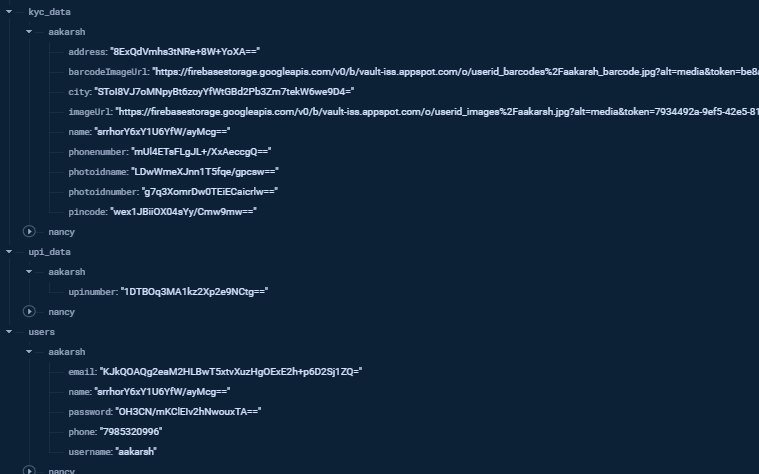 kyc_data
aakarsh
address: "8ExQdVmhs3tNRe+8W+YoXA=="
barcodeImageUrl: "https://firebasestorage.googleapis.com/v0/b/vault-iss.appspot.com/o/userid_barcodes%2Faakarsh_barcode.jpg?alt=media&token=be8a
city: "SToI8VJ7oMNpyBt6zoyYfWtGBd2Pb3Zm7tekW6we9D4="
imageUrl: "https://firebasestorage.googleapis.com/v0/b/vault-iss.appspot.com/o/userid_images%2Faakarsh.jpg?alt=media&token=7934492a-9ef5-42e5-81
name: "srrhorY6xY1U6YfW/ayMcg=="
phonenumber: "mUl4ETsFLgJL+/XxAeccgQ=="
photoidname: "LDwWmeXJnn1T5fqe/gpcsw=="
photoidnumber: "g7q3XomrDw0TEiECaicrlw=="
pincode: "wex1JBiiOX04sYy/Cmw9mw=="
nancy
upi_data
aakarsh
upinumber: "1DTBOq3MA1kz2Xp2e9NCtg=="
nancy
users
aakarsh
email: "KJkQOAQg2eaM2HLBwT5xtvXuzHgOExE2h+p6D2Sj1ZQ="
name: "srrhorY6xY1U6YfW/ayMcg=="
password: "OH3CN/mKClEIv2hNwouxTA=="
phone: "7985320996"
username: "aakarsh"
nancy